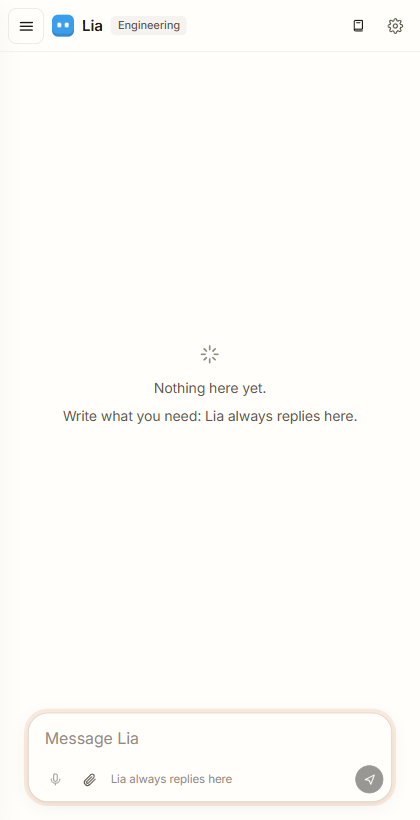 Lia Engineering
Nothing here yet.
Write what you need: Lia always replies here.
Message Lia
Lia always replies here